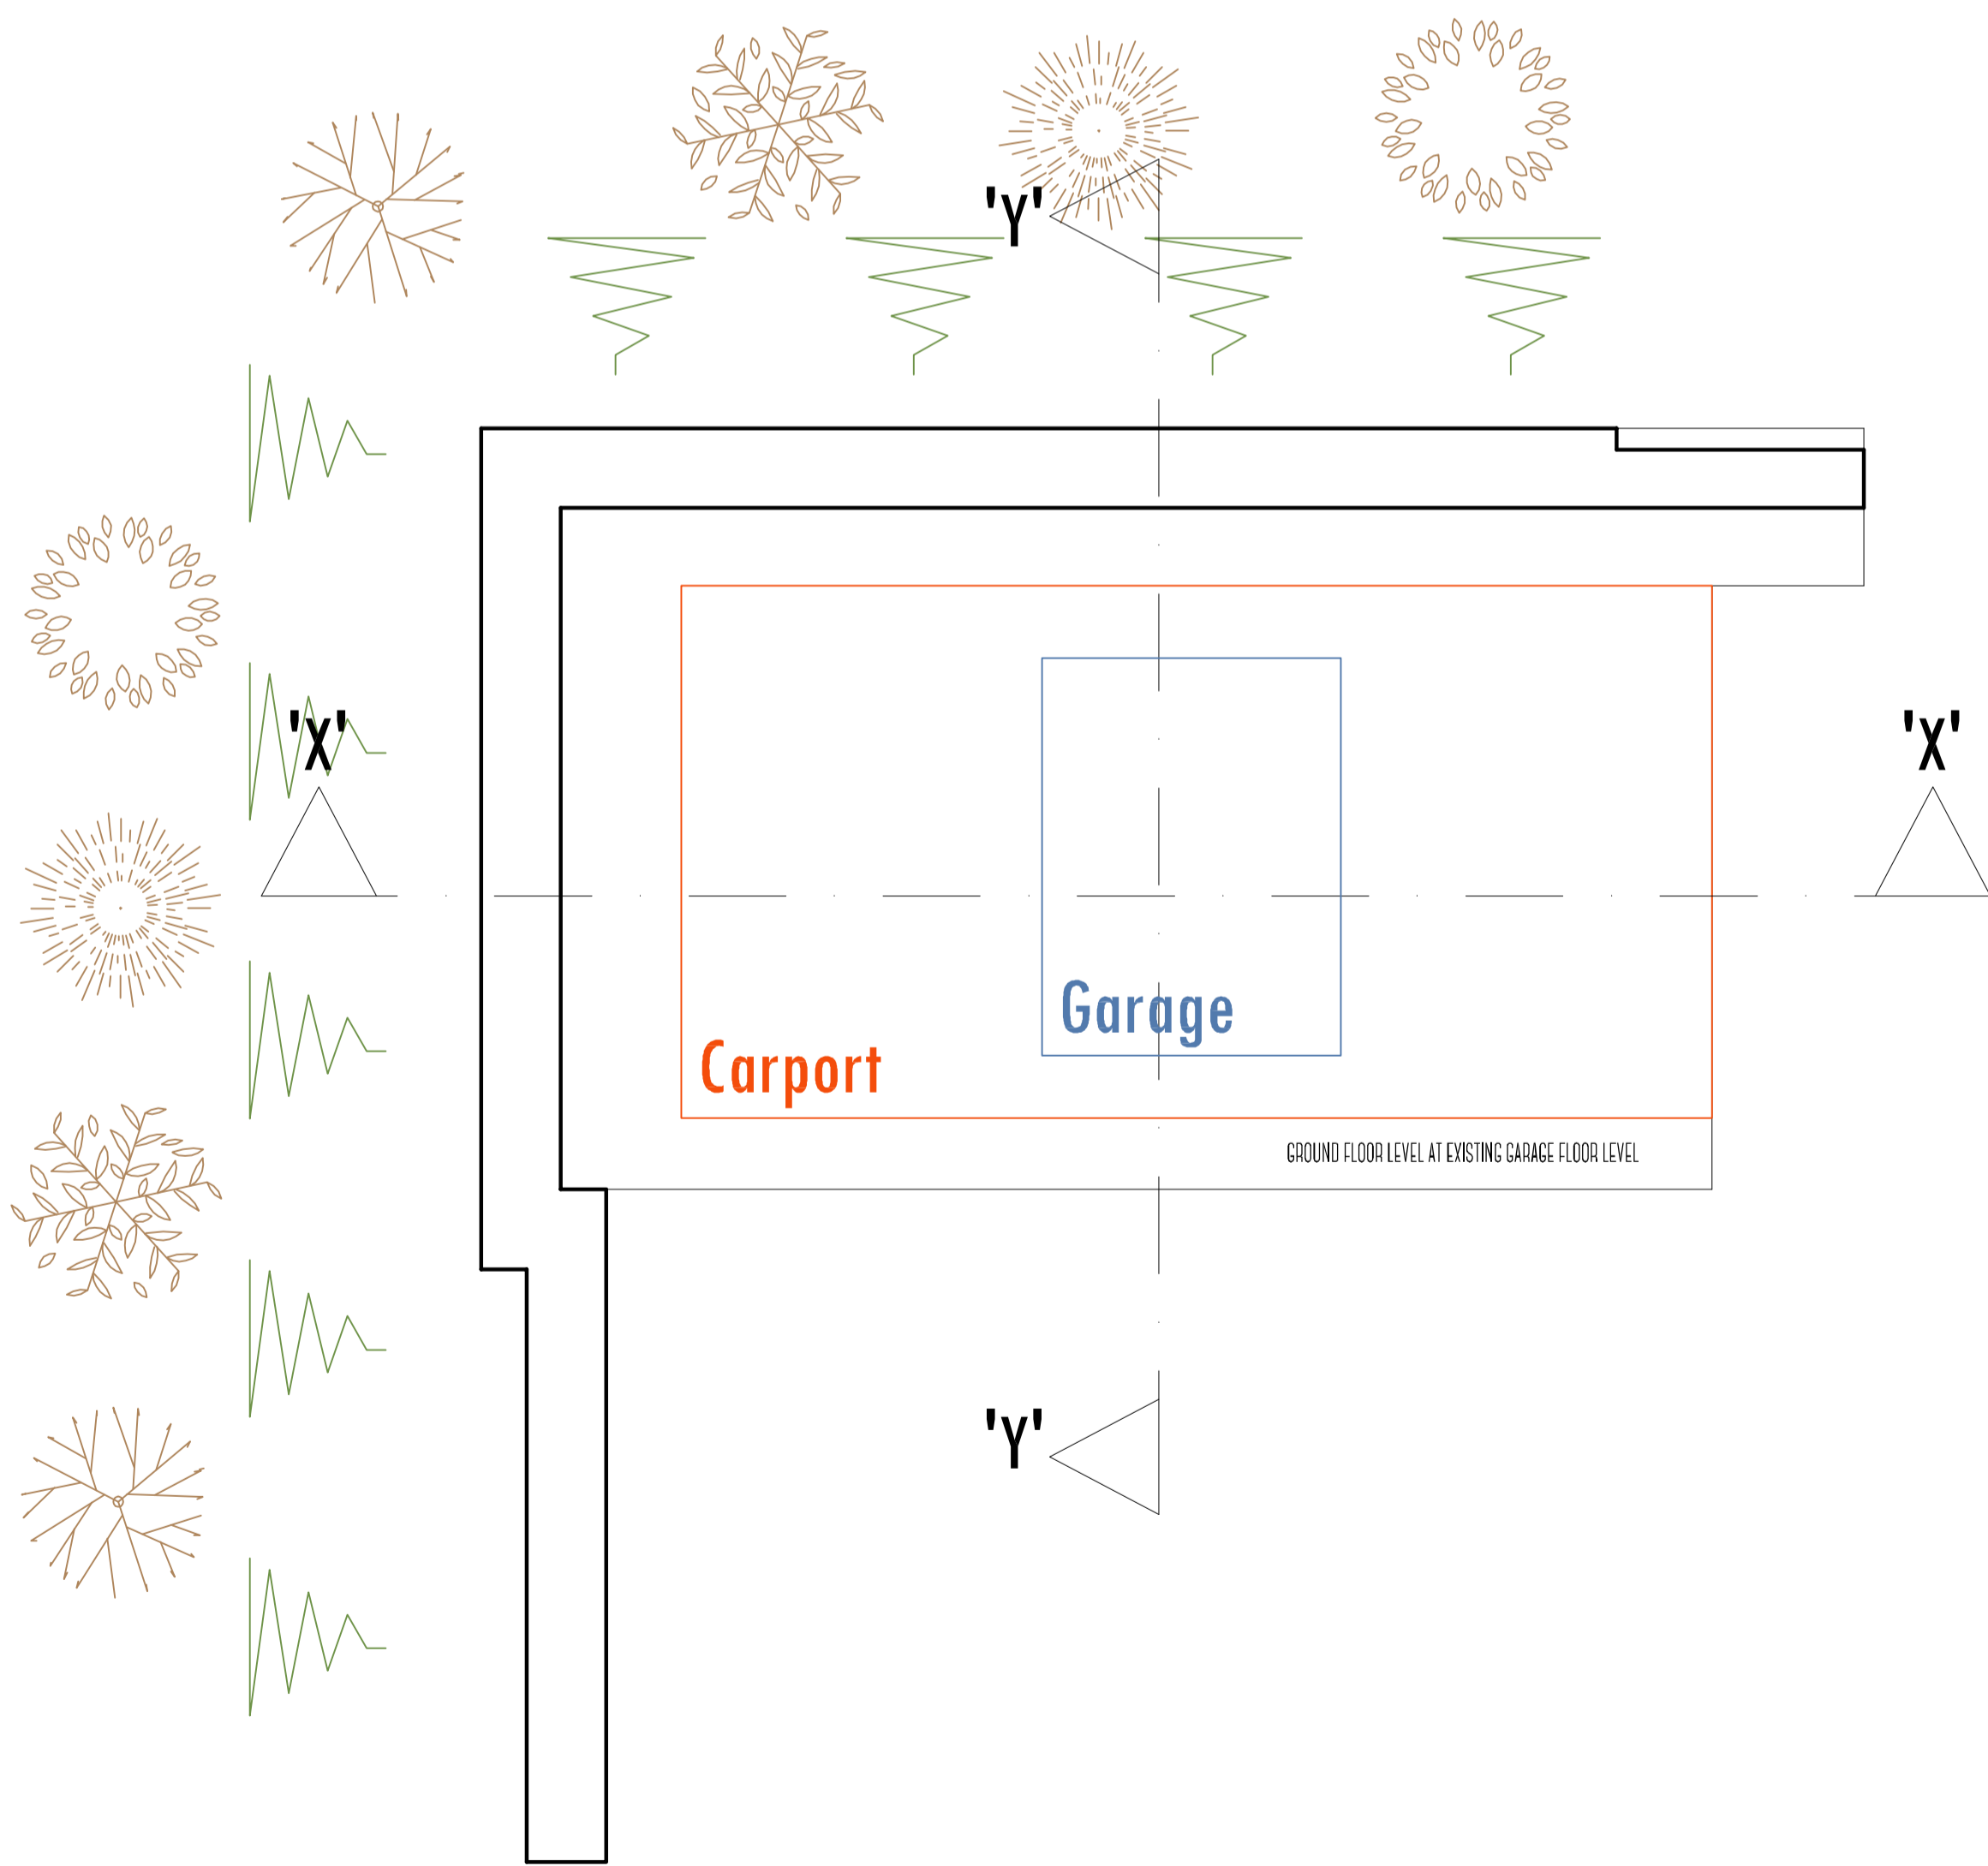 'Y'
'X'
'X'
Garage
Carport
GROUND FLOOR LEVEL AT EXISTING GARAGE FLOOR LEVEL
'Y'